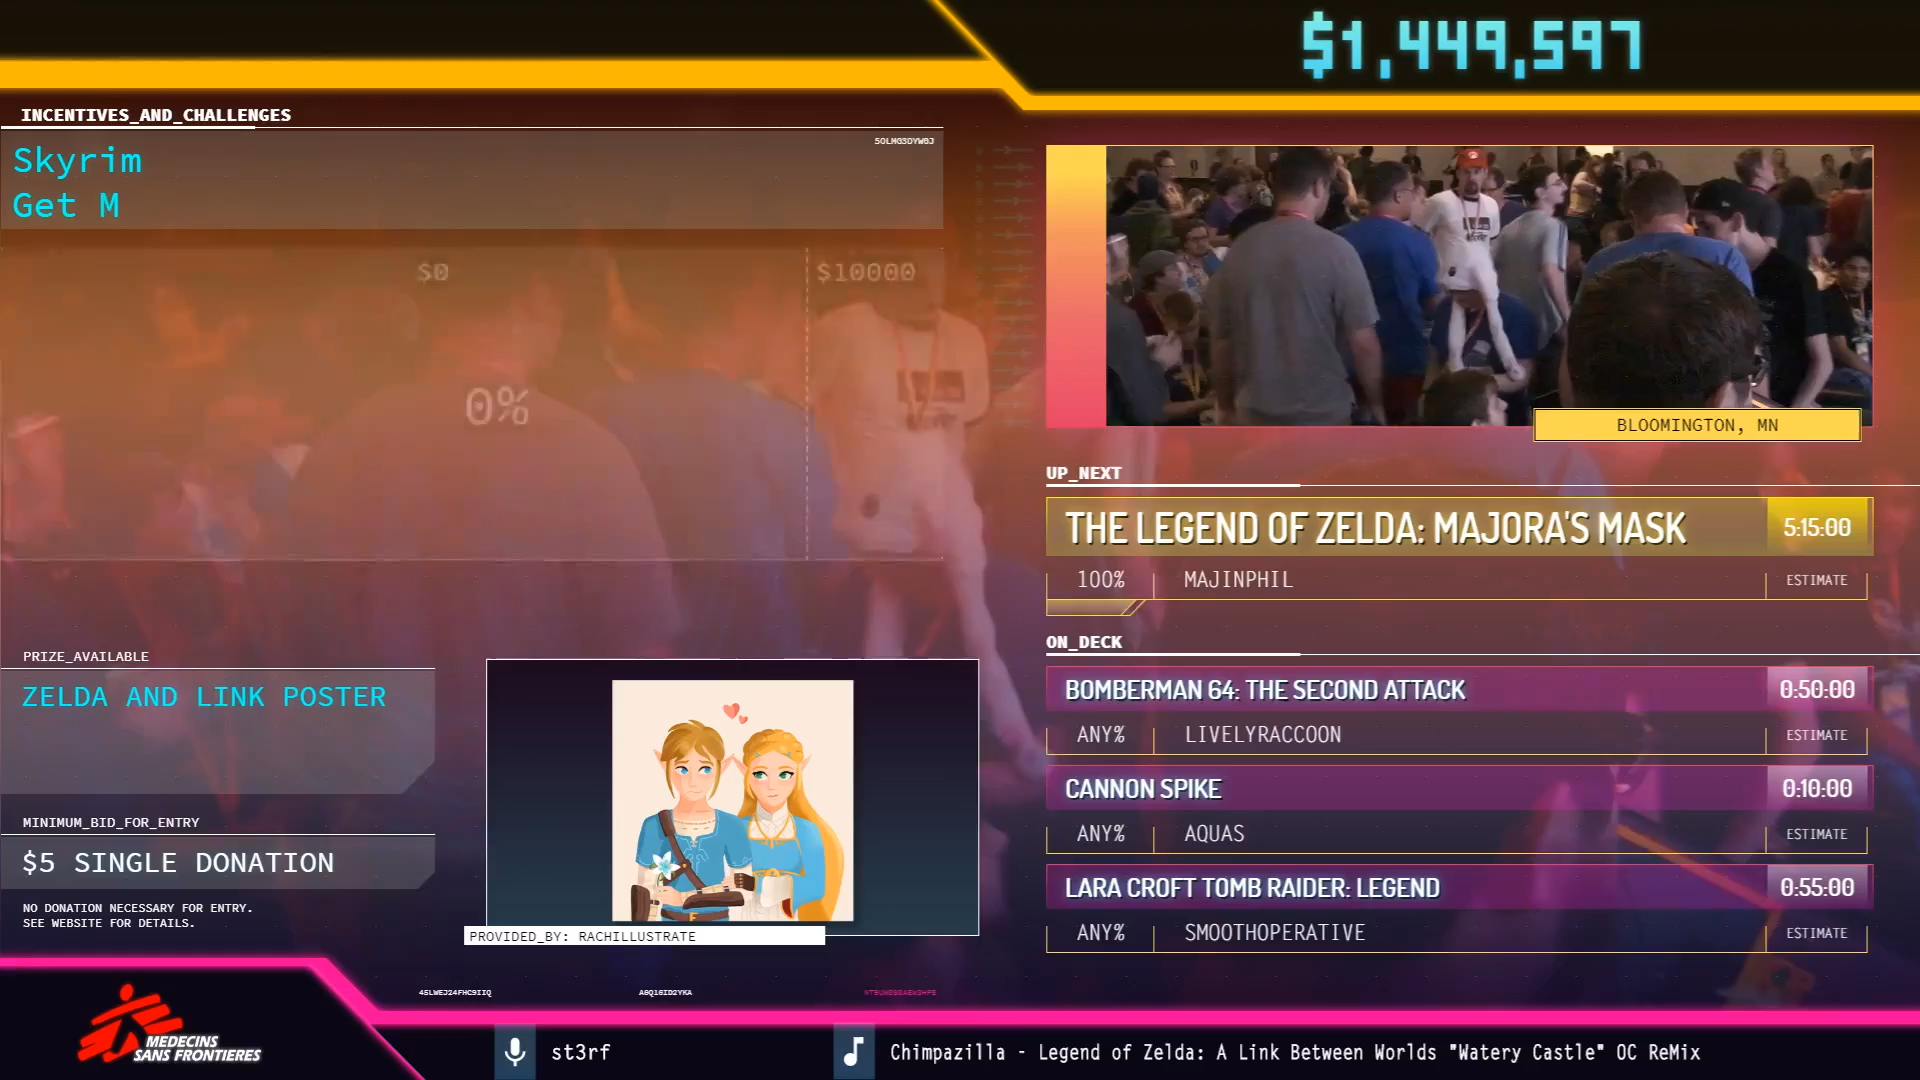 $1,449,597
INCENTIVES_AND_CHALLENGES
Skyrim
Get M
$0
$10000
0%
BLOOMINGTON, MN
UP_NEXT
THE LEGEND OF ZELDA: MAJORA'S MASK
5:15:00
100%
MAJINPHIL
ESTIMATE
ON_DECK
BOMBERMAN 64: THE SECOND ATTACK
0:50:00
ANY%
LIVELYRACCOON
ESTIMATE
CANNON SPIKE
0:10:00
ANY%
AQUAS
ESTIMATE
LARA CROFT TOMB RAIDER: LEGEND
0:55:00
ANY%
SMOOTHOPERATIVE
ESTIMATE
PRIZE_AVAILABLE
ZELDA AND LINK POSTER
MINIMUM_BID_FOR_ENTRY
$5 SINGLE DONATION
NO DONATION NECESSARY FOR ENTRY.
SEE WEBSITE FOR DETAILS.
PROVIDED_BY: RACHILLUSTRATE
MEDECINS
SANS FRONTIERES
st3rf
Chimpazilla - Legend of Zelda: A Link Between Worlds "Watery Castle" OC ReMix